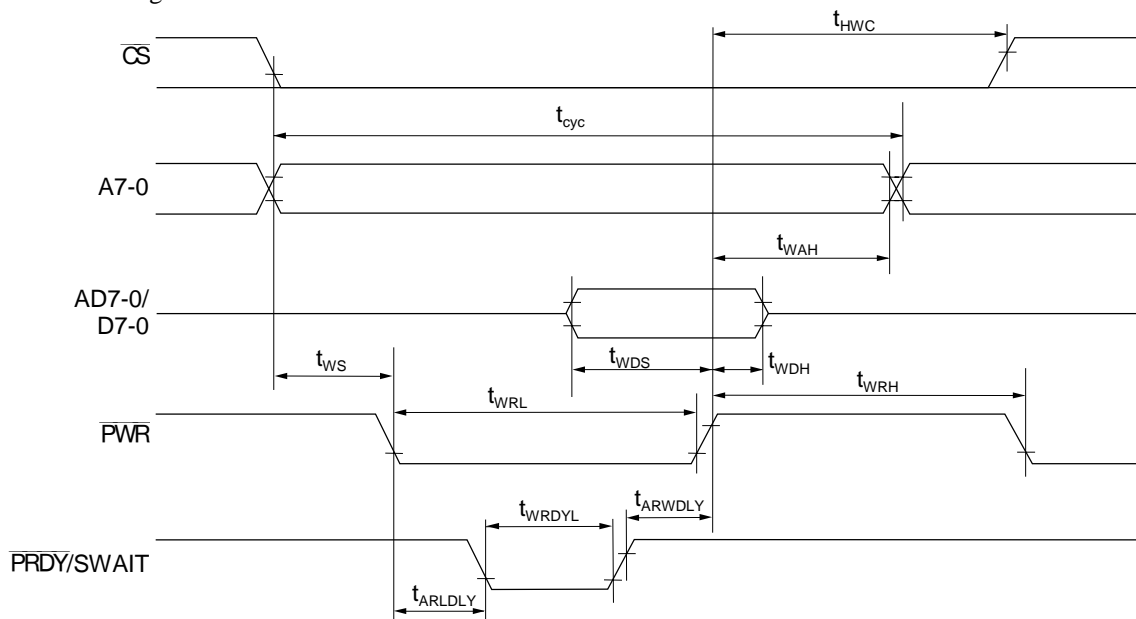 g
tHWC
CS
tcyc
A7-0
tWAH
AD7-0/
D7-0
tWS
tWDS
tWDH
tWRL
tWRH
PWR
tWRDYL
tARWDLY
PRDY/SWAIT
tARLDLY